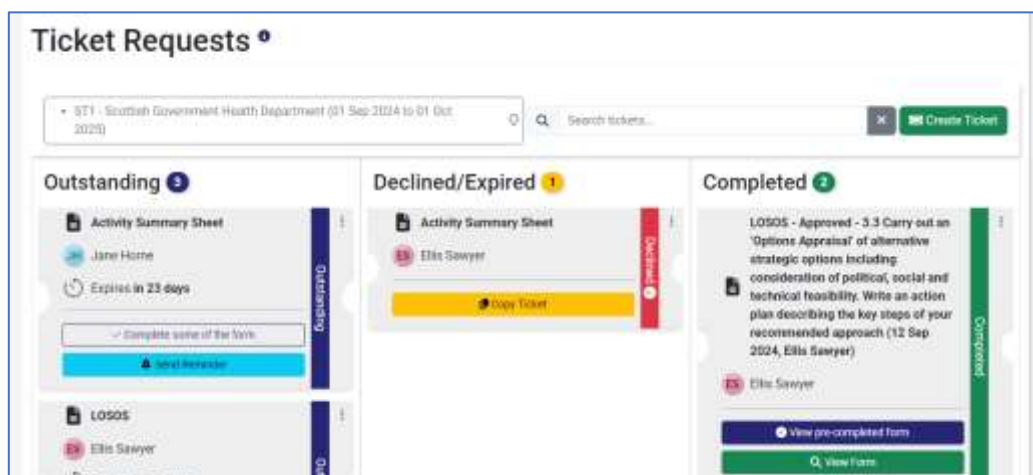 Ticket Requests
ST1 - Scottish Government Health Department (01 Sep 2024 to 01 Oct
2025)
Search tickets...
Create Ticket
Outstanding 3
Declined/Expired 1
Completed 2
Activity Summary Sheet
JH Jane Horne
Expires in 23 days
Complete some of the form
Send Reminder
Outstanding
LOSOS
ES Ellis Sawyer
Activity Summary Sheet
ES Ellis Sawyer
Copy Ticket
Declined
LOSOS - Approved - 3.3 Carry out an
'Options Appraisal' of alternative
strategic options including
consideration of political, social and
technical feasibility. Write an action
plan describing the key steps of your
recommended approach (12 Sep
2024, Ellis Sawyer)
ES Ellis Sawyer
View pre-completed form
View Form
Completed